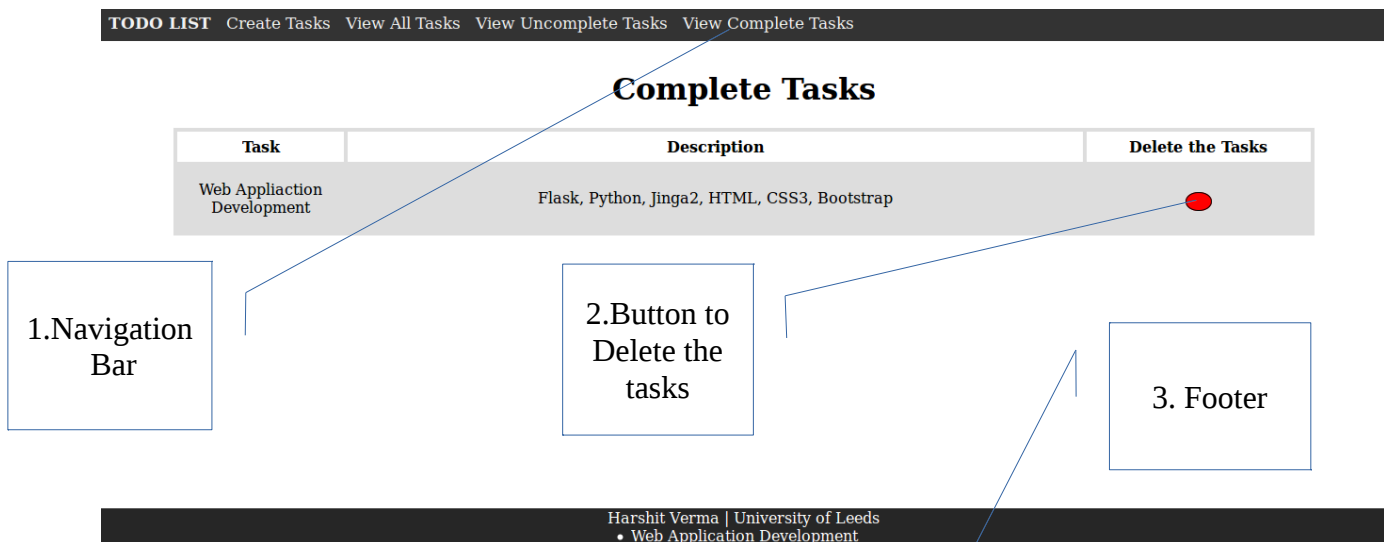 TODO LIST Create Tasks View All Tasks View Uncomplete Tasks View Complete Tasks
Complete Tasks
Task Description Delete the Tasks
Web Appliaction
Development
Flask, Python, Jinga2, HTML, CSS3, Bootstrap
1.Navigation
Bar
2.Button to
Delete the
tasks
3. Footer
Harshit Verma | University of Leeds
• Web Application Development